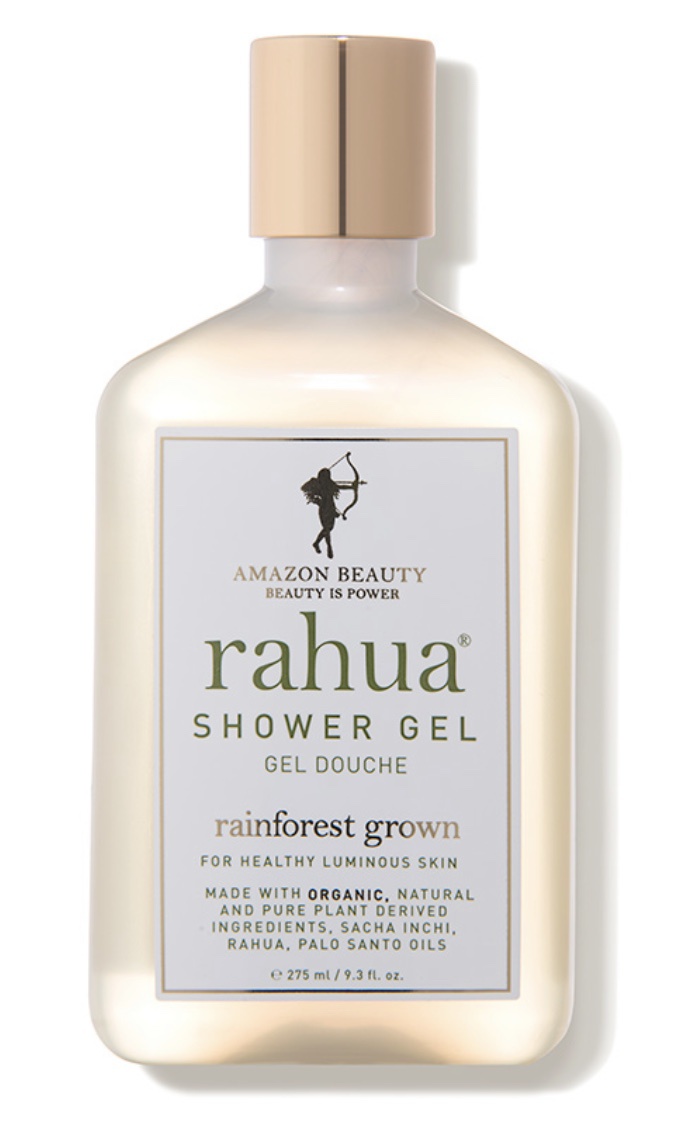 AMAZON BEAUTY
BEAUTY IS POWER
rahua®
SHOWER GEL
GEL DOUCHE
rainforest grown
FOR HEALTHY LUMINOUS SKIN
MADE WITH ORGANIC, NATURAL
AND PURE PLANT DERIVED
INGREDIENTS, SACHA INCHI,
RAHUA, PALO SANTO OILS
℮ 275 ml / 9.3 fl. oz.